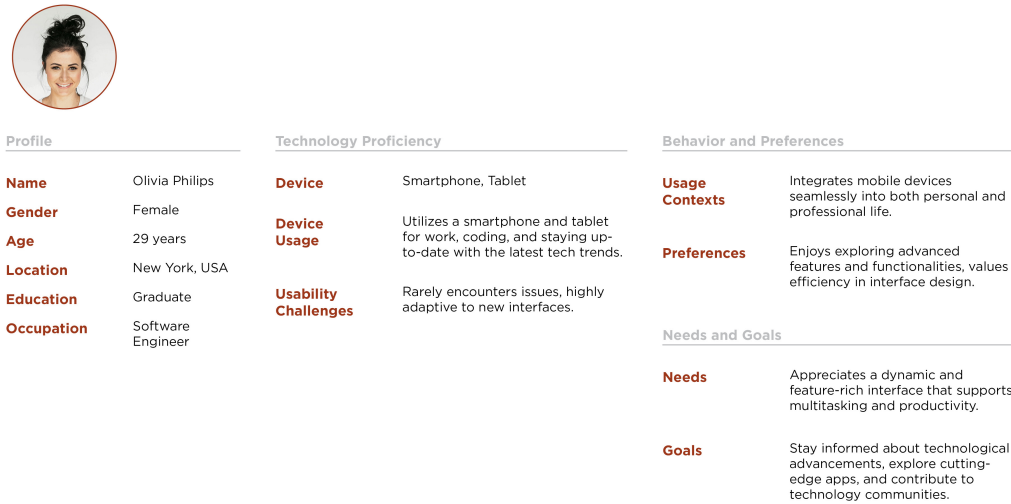 Profile
Name
Olivia Philips
Gender
Female
Age
29 years
Location
New York, USA
Education
Graduate
Occupation
Software
Engineer
Technology Proficiency
Device
Smartphone, Tablet
Device
Usage
Utilizes a smartphone and tablet
for work, coding, and staying up-
to-date with the latest tech trends.
Usability
Challenges
Rarely encounters issues, highly
adaptive to new interfaces.
Behavior and Preferences
Usage
Contexts
Integrates mobile devices
seamlessly into both personal and
professional life.
Preferences
Enjoys exploring advanced
features and functionalities, values
efficiency in interface design.
Needs and Goals
Needs
Appreciates a dynamic and
feature-rich interface that supports
multitasking and productivity.
Goals
Stay informed about technological
advancements, explore cutting-
edge apps, and contribute to
technology communities.